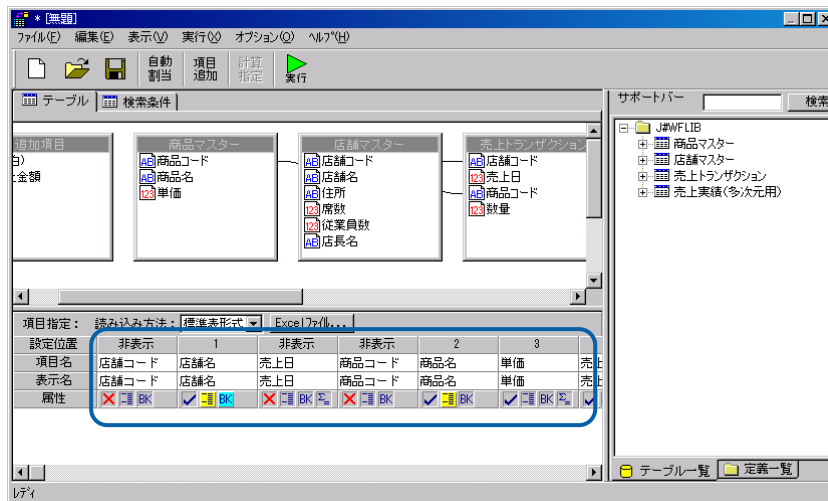 * [無題]
ファイル(F) 編集(E) 表示(V) 実行(X) オプション(O) ヘルプ(H)
自動割当 項目追加 計算指定 実行
テーブル 検索条件
追加項目
金額
商品マスター
商品コード
商品名
単価
店舗マスター
店舗コード
店舗名
住所
席数
従業員数
店長名
売上トランザクション
店舗コード
売上日
商品コード
数量
項目指定： 読み込み方法： 標準表形式 Excelファイル...
設定位置 非表示 1 非表示 非表示 2 3
項目名 店舗コード 店舗名 売上日 商品コード 商品名 単価
表示名 店舗コード 店舗名 売上日 商品コード 商品名 単価
属性 BK BK BK Σ BK BK BK Σ
レディ
サポートバー 検索
J#WFLIB
商品マスター
店舗マスター
売上トランザクション
売上実績(多次元用)
テーブル一覧 定義一覧